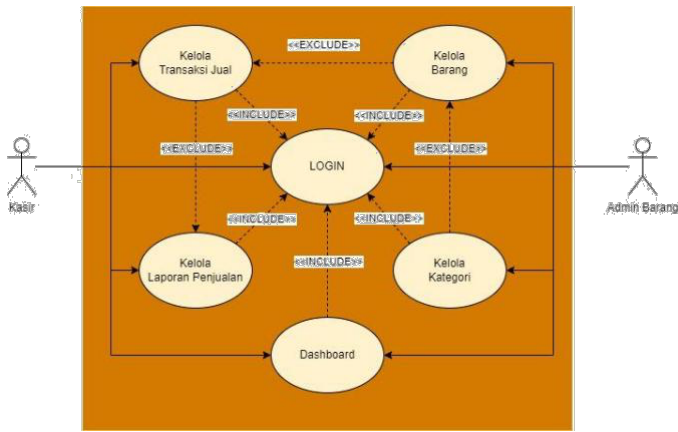 <<EXCLUDE>>
Kelola
Transaksi Jual
Kelola
Barang
<<INCLUDE>>
<<INCLUDE>>
<<EXCLUDE>>
LOGIN
<<EXCLUDE>>
Kasir
Admin Barang
<<INCLUDE>>
<<INCLUDE>>
Kelola
Laporan Penjualan
<<INCLUDE>>
Kelola
Kategori
Dashboard